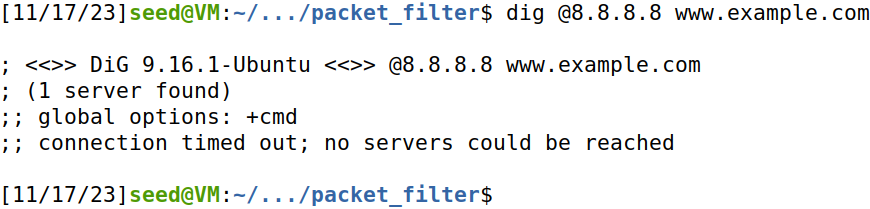 [11/17/23]seed@VM:~/.../packet_filter$ dig @8.8.8.8 www.example.com
; <<>> DiG 9.16.1-Ubuntu <<>> @8.8.8.8 www.example.com
; (1 server found)
;; global options: +cmd
;; connection timed out; no servers could be reached
[11/17/23]seed@VM:~/.../packet_filter$